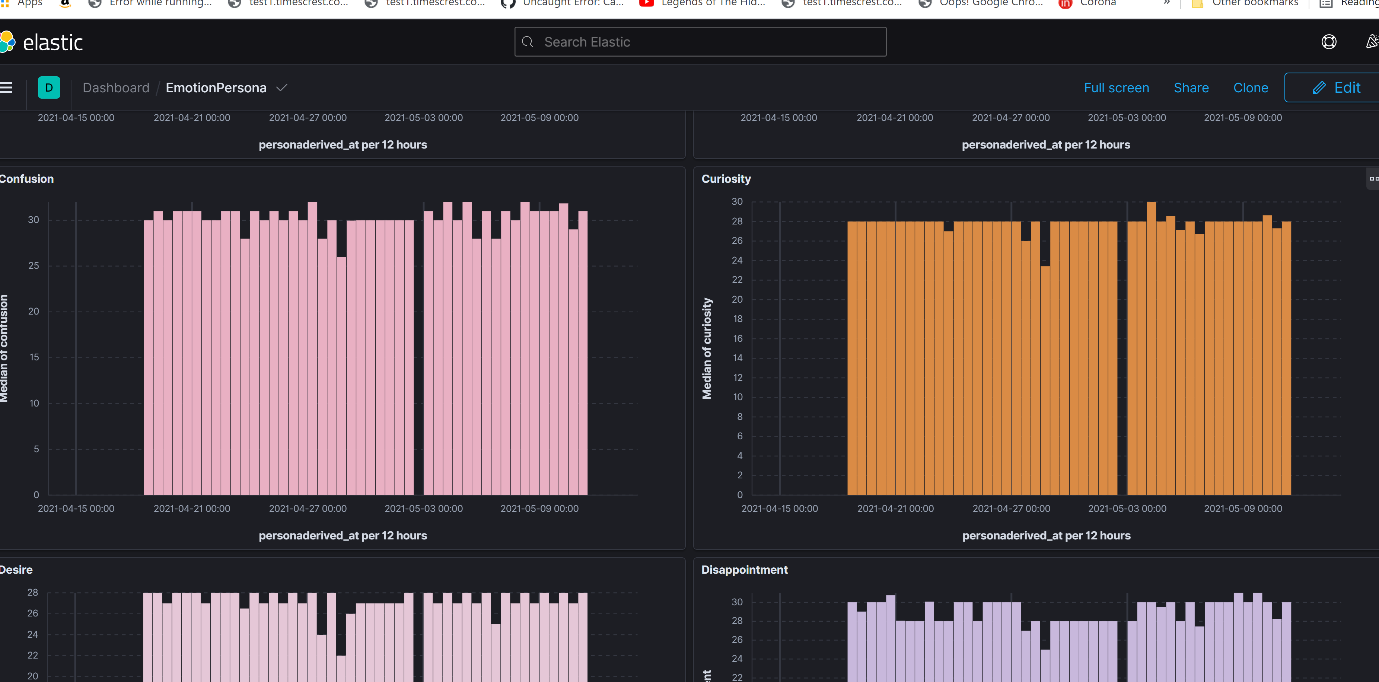 Apps Error while running... test1.timescrest.co... test1.timescrest.co... Uncaught Error: Ca... Legends of The Hid... test1.timescrest.co... Oops! Google Chro... Corona » Other bookmarks Reading
elastic Search Elastic
D Dashboard / EmotionPersona Full screen Share Clone Edit
2021-04-15 00:00 2021-04-21 00:00 2021-04-27 00:00 2021-05-03 00:00 2021-05-09 00:00
personaderived_at per 12 hours
2021-04-15 00:00 2021-04-21 00:00 2021-04-27 00:00 2021-05-03 00:00 2021-05-09 00:00
personaderived_at per 12 hours
Confusion
Median of confusion
30
25
20
15
10
5
0
2021-04-15 00:00 2021-04-21 00:00 2021-04-27 00:00 2021-05-03 00:00 2021-05-09 00:00
personaderived_at per 12 hours
Curiosity
Median of curiosity
30
28
26
24
22
20
18
16
14
12
10
8
6
4
2
0
2021-04-15 00:00 2021-04-21 00:00 2021-04-27 00:00 2021-05-03 00:00 2021-05-09 00:00
personaderived_at per 12 hours
Desire
28
26
24
22
20
Disappointment
30
28
26
24
22